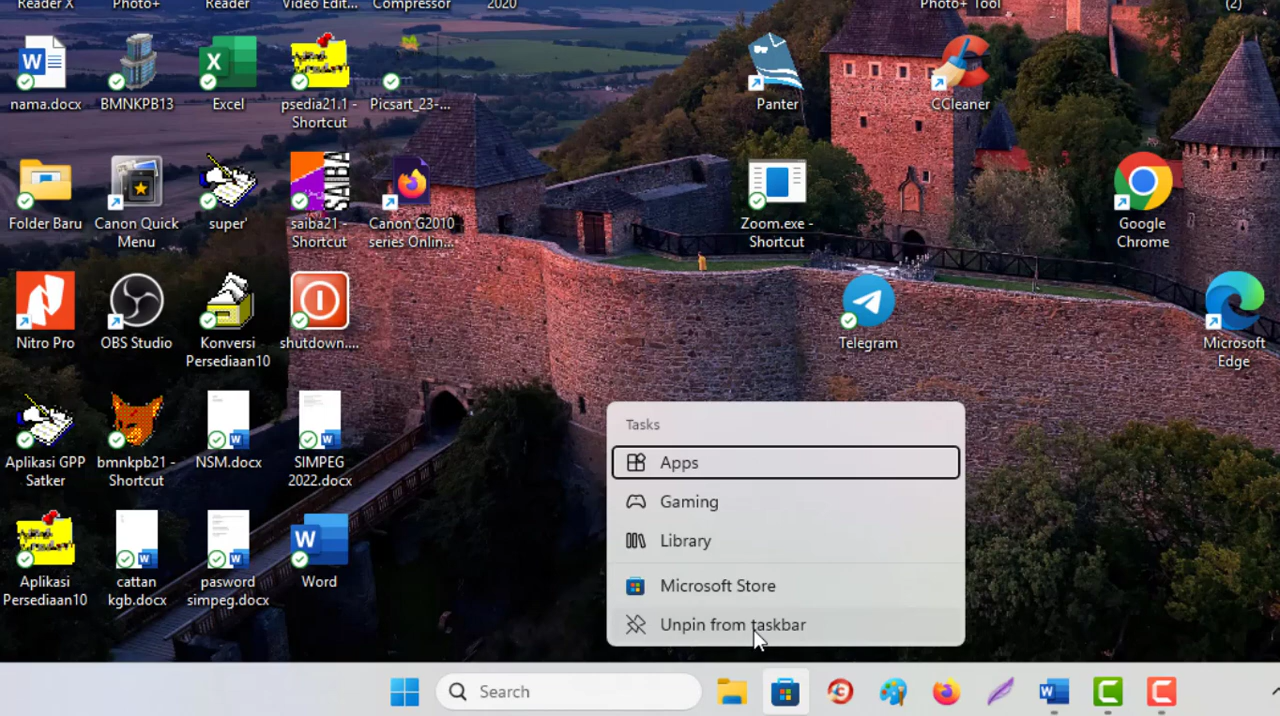 Reader X
Photo+
Reader
Video Edit...
Compressor
2020
Photo+ Tool
(2)
nama.docx
BMNKPB13
Excel
psedia21.1 -
Shortcut
Picsart_23-...
Panter
CCleaner
Folder Baru
Canon Quick
Menu
super'
saiba21 -
Shortcut
Canon G2010
series Onlin...
Zoom.exe -
Shortcut
Google
Chrome
Nitro Pro
OBS Studio
Konversi
Persediaan10
shutdown....
Telegram
Microsoft
Edge
Aplikasi GPP
Satker
bmnkpb21 -
Shortcut
NSM.docx
SIMPEG
2022.docx
Aplikasi
Persediaan10
cattan
kgb.docx
pasword
simpeg.docx
Word
Tasks
Apps
Gaming
Library
Microsoft Store
Unpin from taskbar
Search